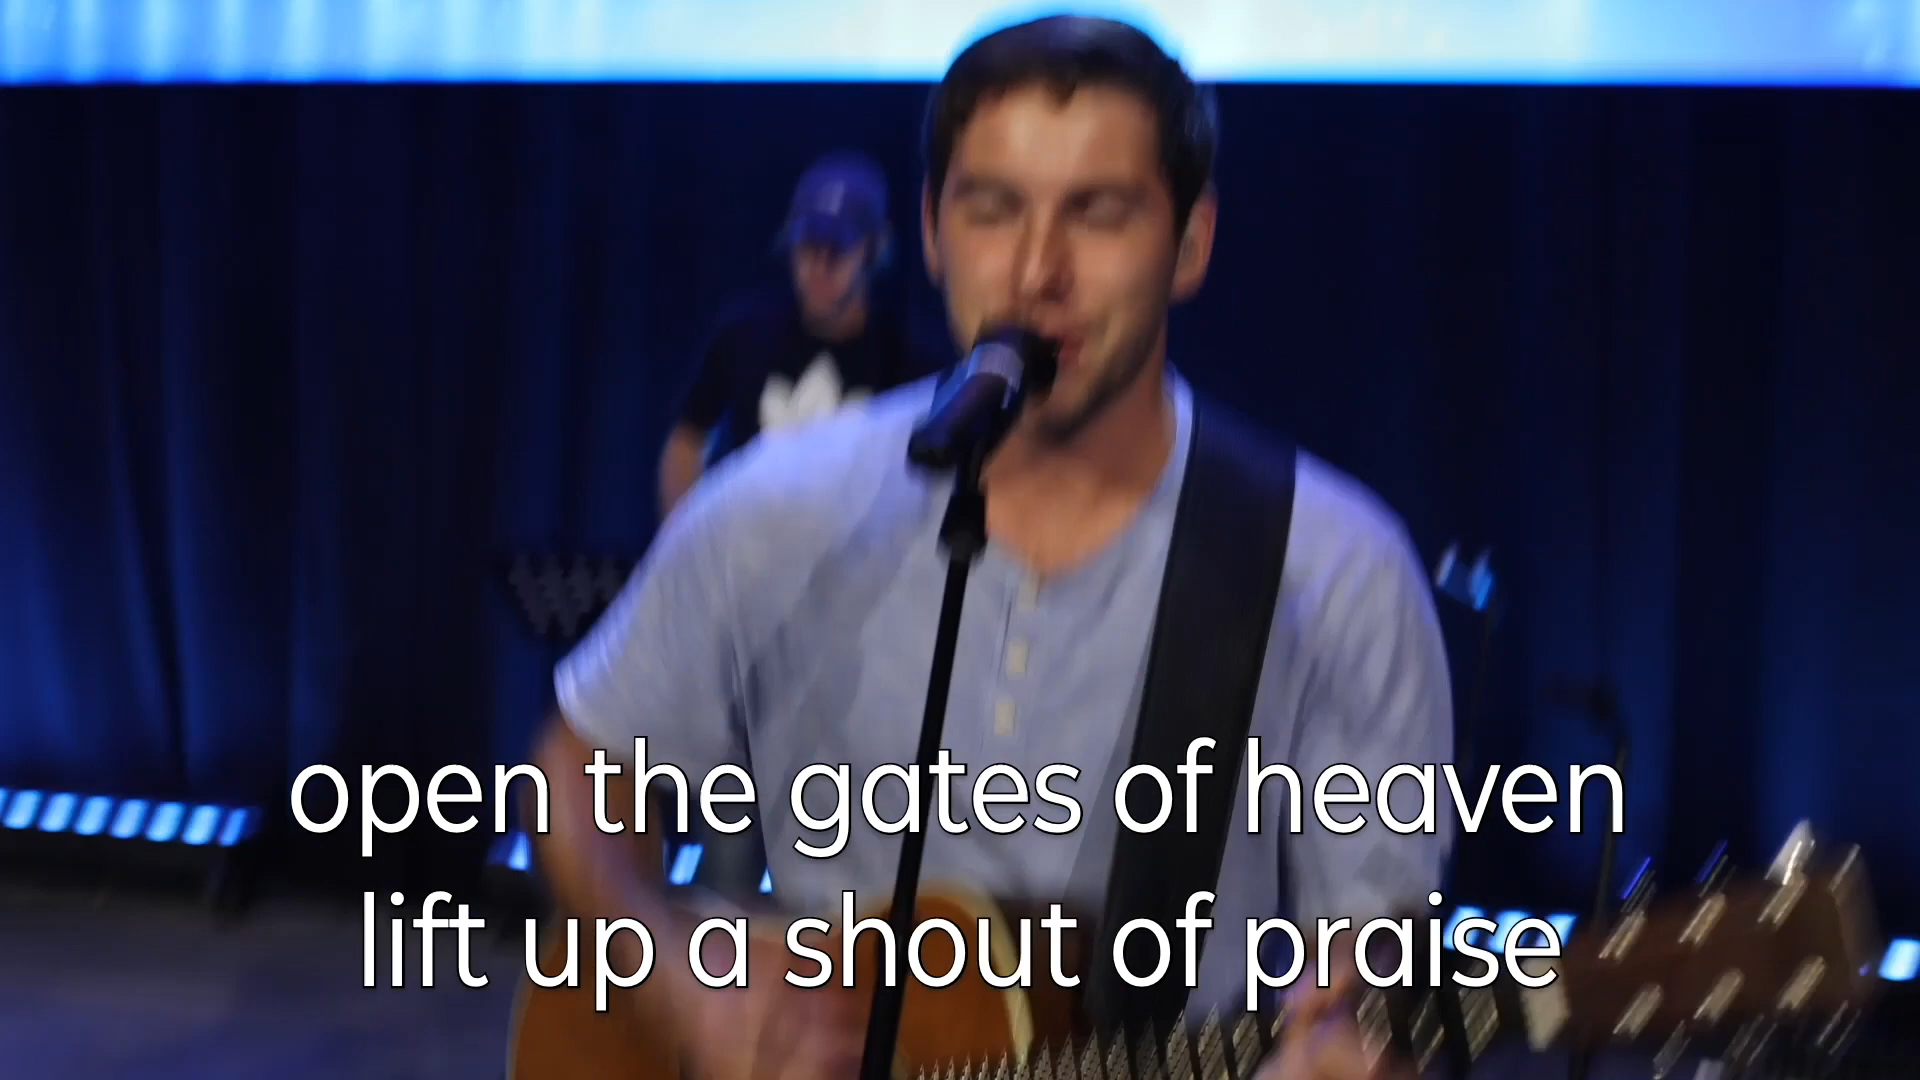 open the gates of heaven
lift up a shout of praise